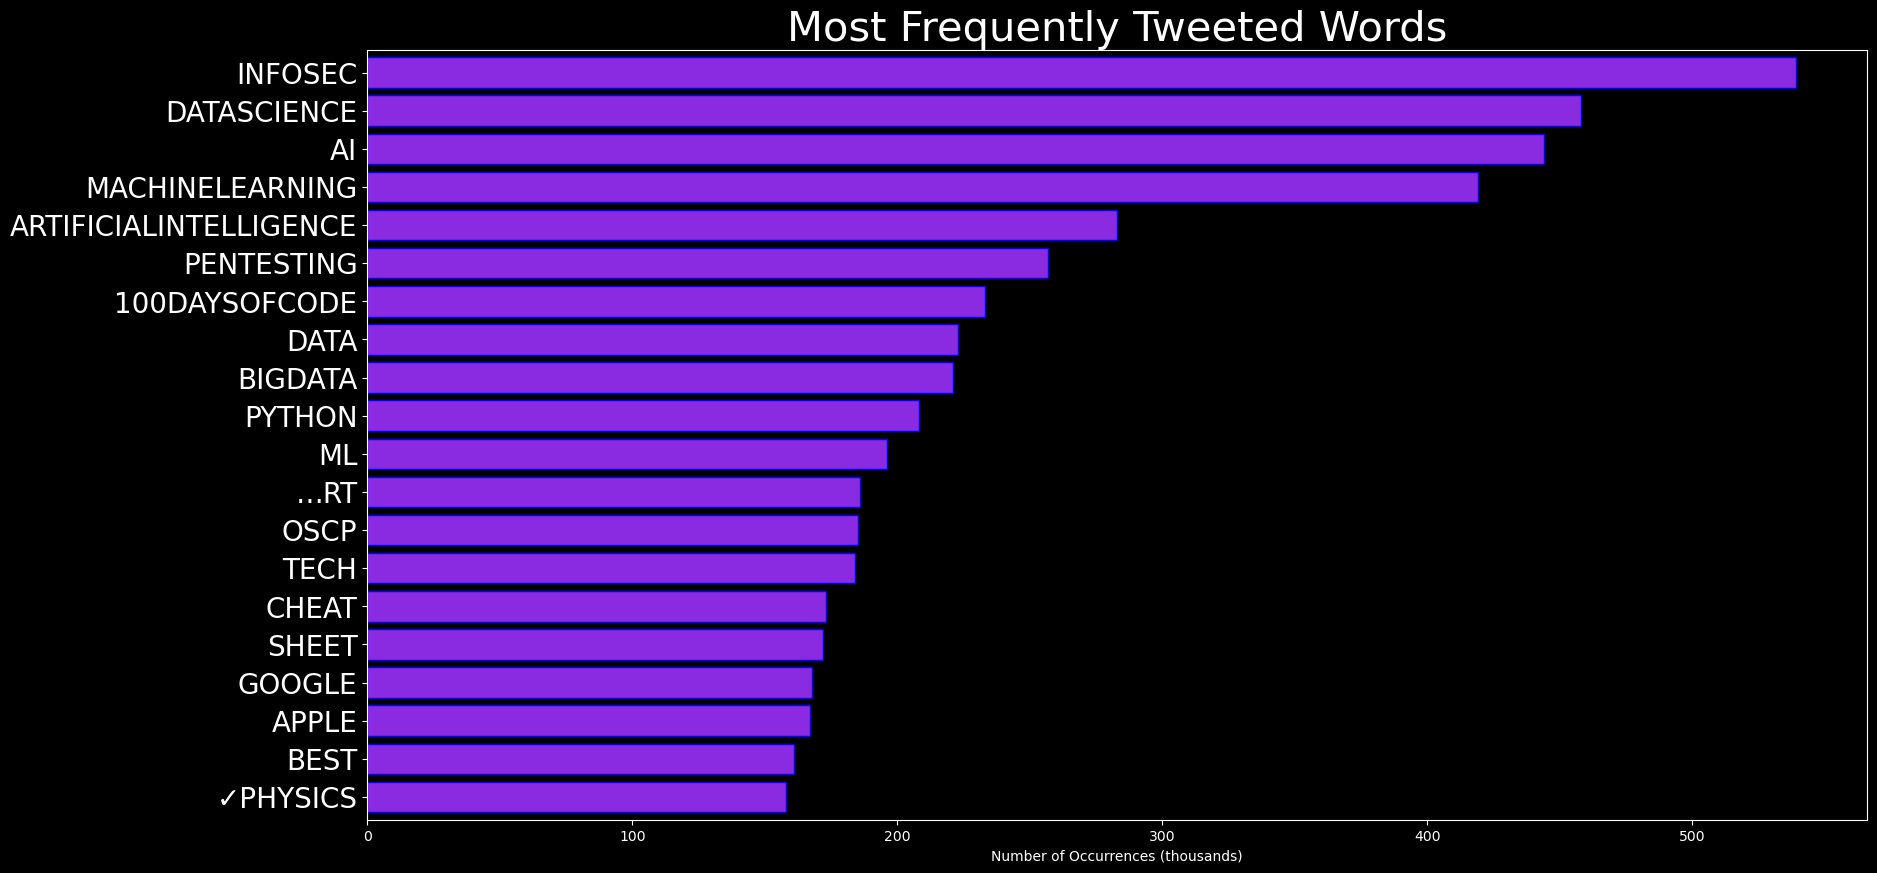 Most Frequently Tweeted Words
INFOSEC
DATASCIENCE
AI
MACHINELEARNING
ARTIFICIALINTELLIGENCE
PENTESTING
100DAYSOFCODE
DATA
BIGDATA
PYTHON
ML
…RT
OSCP
TECH
CHEAT
SHEET
GOOGLE
APPLE
BEST
✓PHYSICS
0 100 200 300 400 500
Number of Occurrences (thousands)